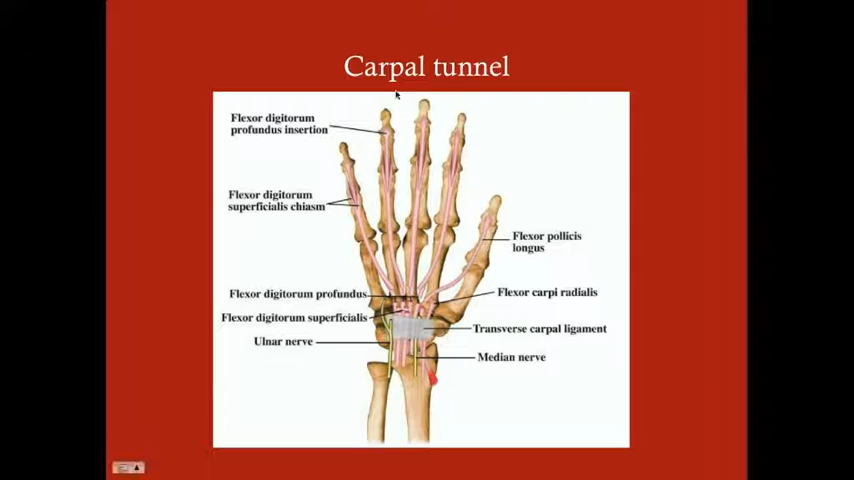 Carpal tunnel
Flexor digitorum
profundus insertion
Flexor digitorum
superficialis chiasm
Flexor pollicis
longus
Flexor digitorum profundus
Flexor carpi radialis
Flexor digitorum superficialis
Transverse carpal ligament
Ulnar nerve
Median nerve